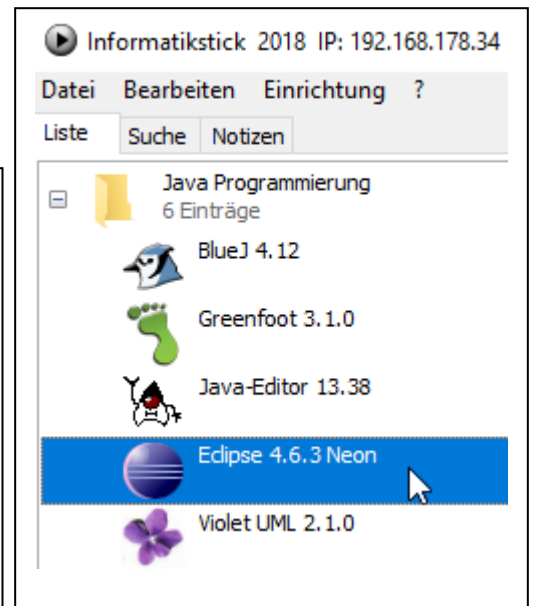 Informatikstick 2018 IP: 192.168.178.34
Datei Bearbeiten Einrichtung ?
Liste Suche Notizen
Java Programmierung
6 Einträge
BlueJ 4.12
Greenfoot 3.1.0
Java-Editor 13.38
Eclipse 4.6.3 Neon
Violet UML 2.1.0